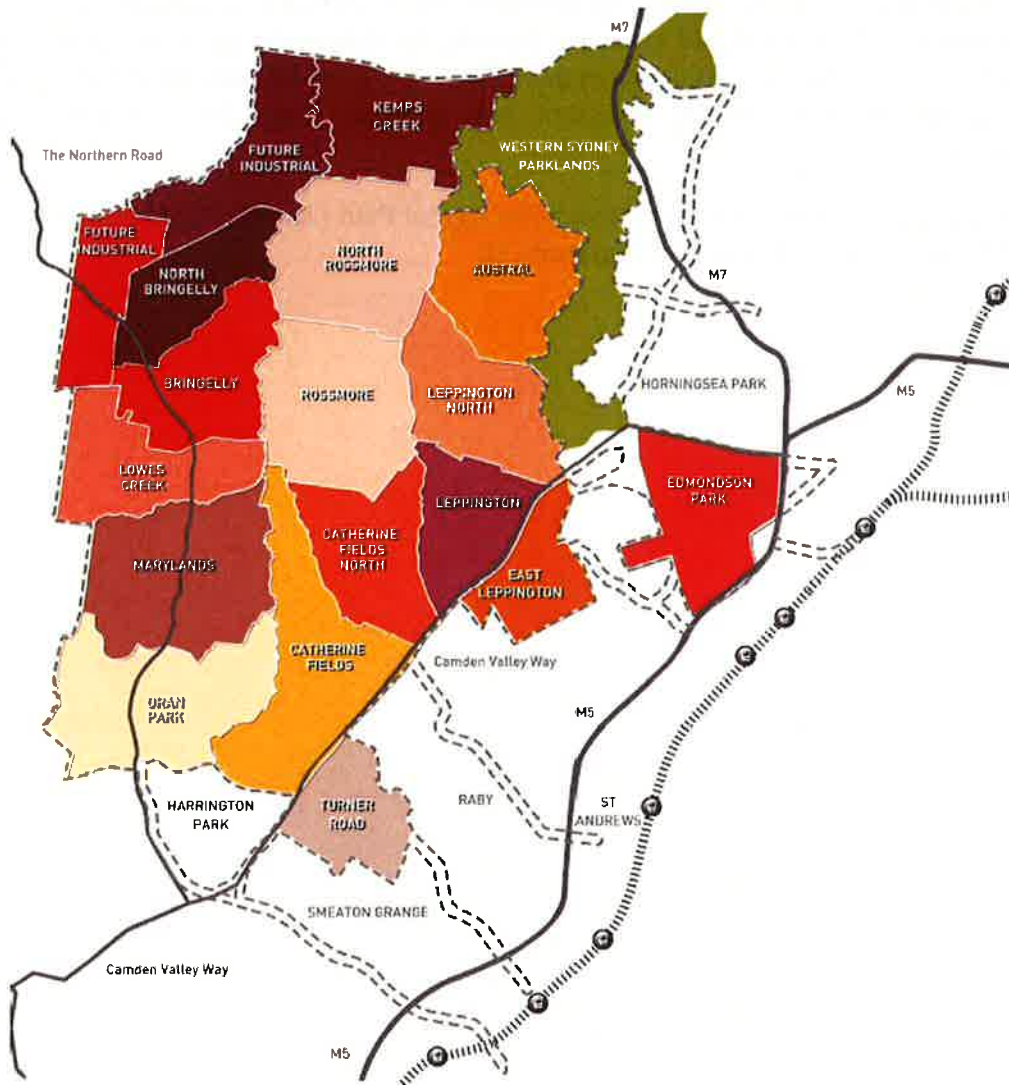 M7
KEMPS
CREEK
The Northern Road
FUTURE
INDUSTRIAL
WESTERN SYDNEY
PARKLANDS
FUTURE
INDUSTRIAL
NORTH
BRINGELLY
NORTH
ROSSMORE
AUSTRAL
M7
BRINGELLY
ROSSMORE
LEPPINGTON
NORTH
HORNINGSEA PARK
M5
LOWES
CREEK
LEPPINGTON
EDMONDSON
PARK
MARYLANDS
CATHERINE
FIELDS
NORTH
EAST
LEPPINGTON
CATHERINE
FIELDS
Camden Valley Way
ORAN
PARK
M5
HARRINGTON
PARK
TURNER
ROAD
RABY
ST
ANDREWS
SMEATON GRANGE
Camden Valley Way
M5